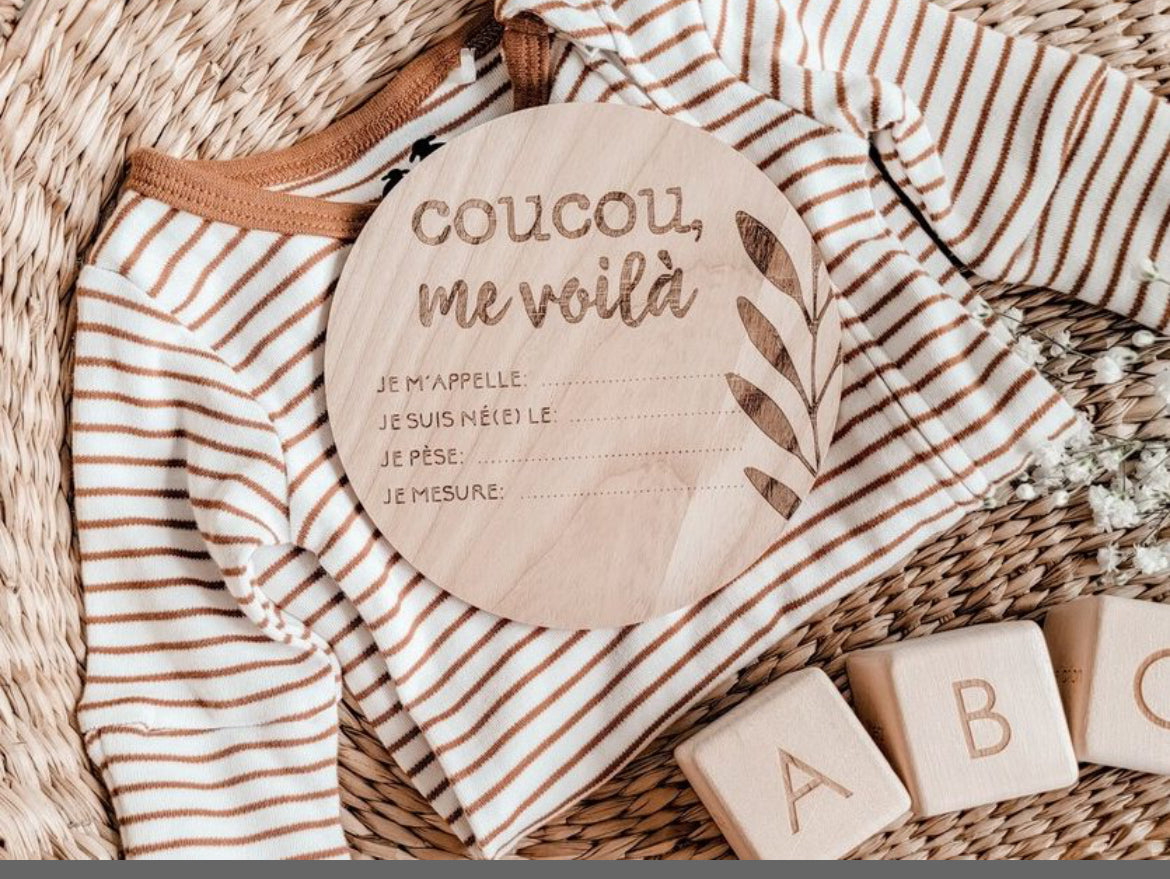 coucou,
me voilà
JE M'APPELLE: ................................
JE SUIS NÉ(E) LE: ................................
JE PÈSE: ................................
JE MESURE: ................................
A
B
C